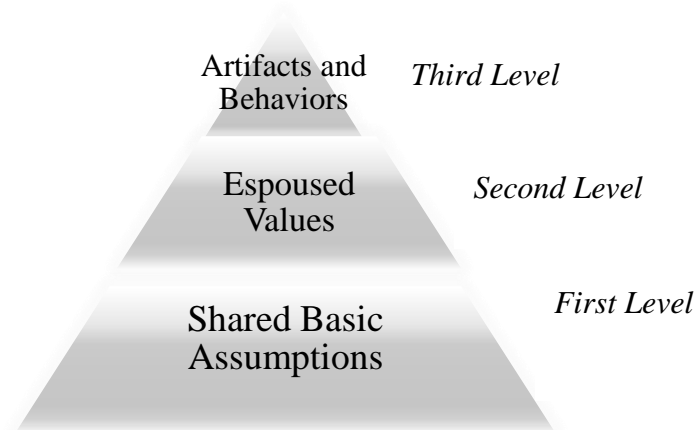 Artifacts and
Behaviors
Third Level
Espoused
Values
Second Level
First Level
Shared Basic
Assumptions